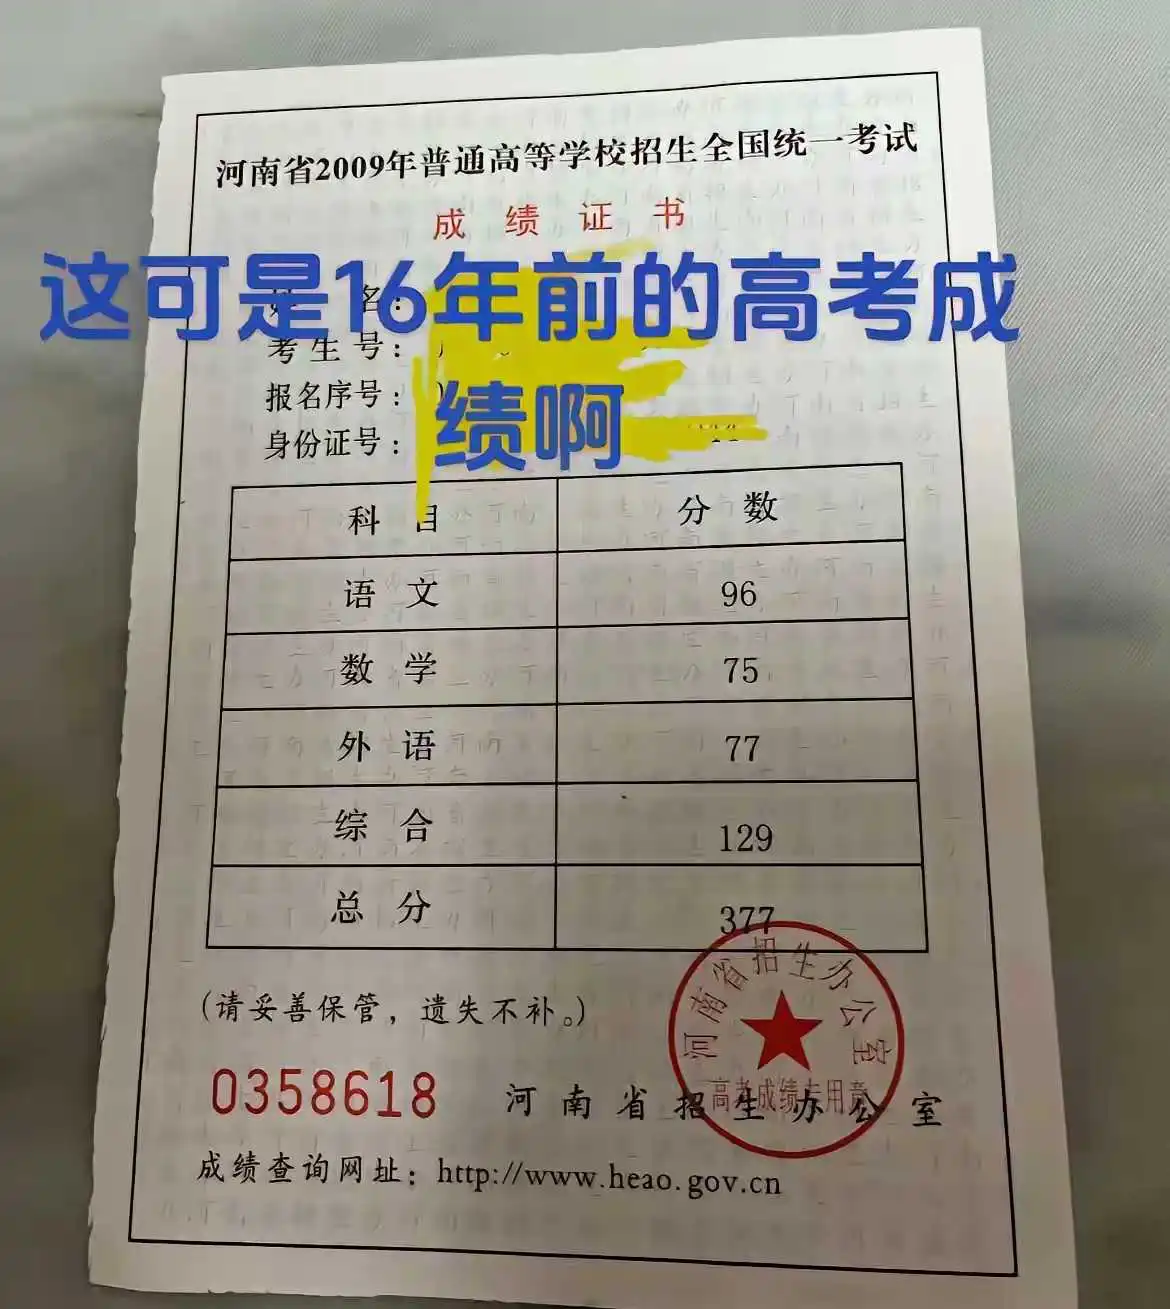 河南省2009年普通高等学校招生全国统一考试
成绩证书
这可是16年前的高考成
绩啊
名:
考生号:
报名序号:
身份证号:
科目 分数
语文 96
数学 75
外语 77
综合 129
总分 377
(请妥善保管，遗失不补。)
河南省招生办公室
高考成绩专用章
0358618 河南省招生办公室
成绩查询网址：http://www.heao.gov.cn